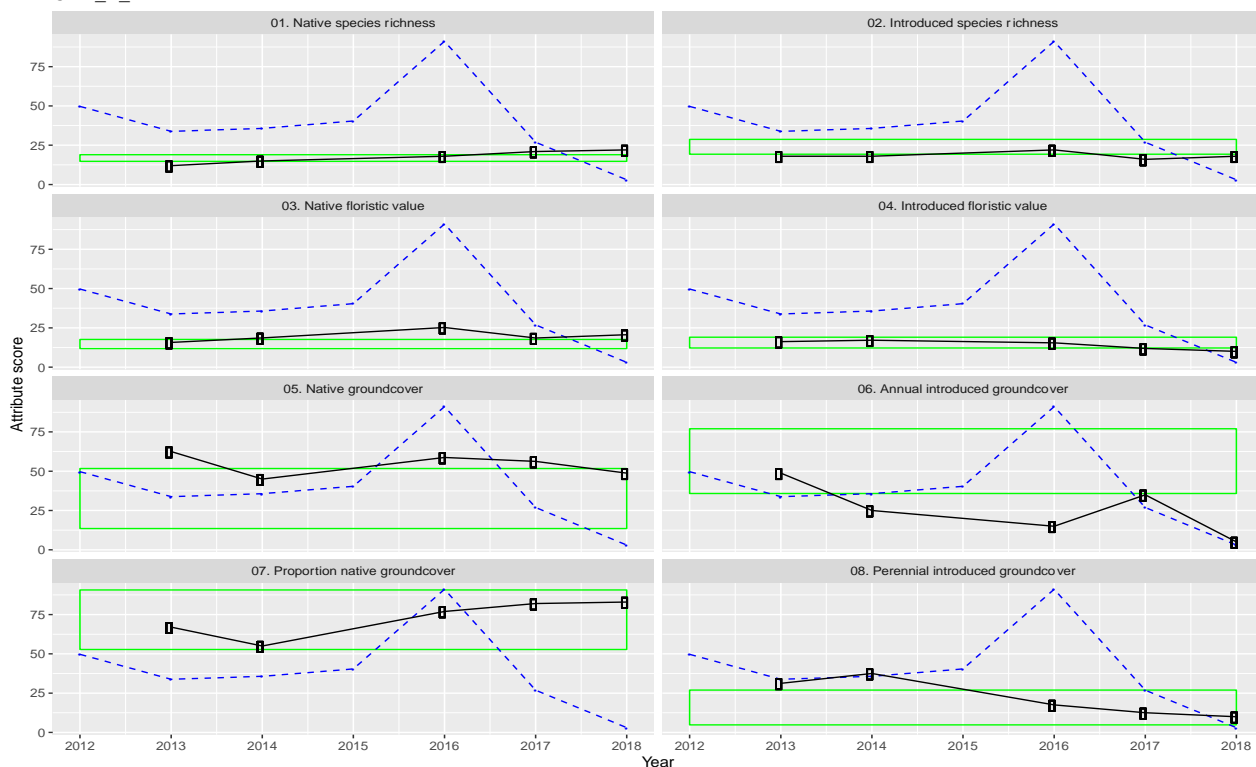 01. Native species richness
02. Introduced species richness
75
50
25
0
03. Native floristic value
04. Introduced floristic value
75
50
25
0
05. Native groundcover
06. Annual introduced groundcover
75
50
25
0
07. Proportion native groundcover
08. Perennial introduced groundcover
75
50
25
0
Attribute score
2012 2013 2014 2015 2016 2017 2018
2012 2013 2014 2015 2016 2017 2018
Year